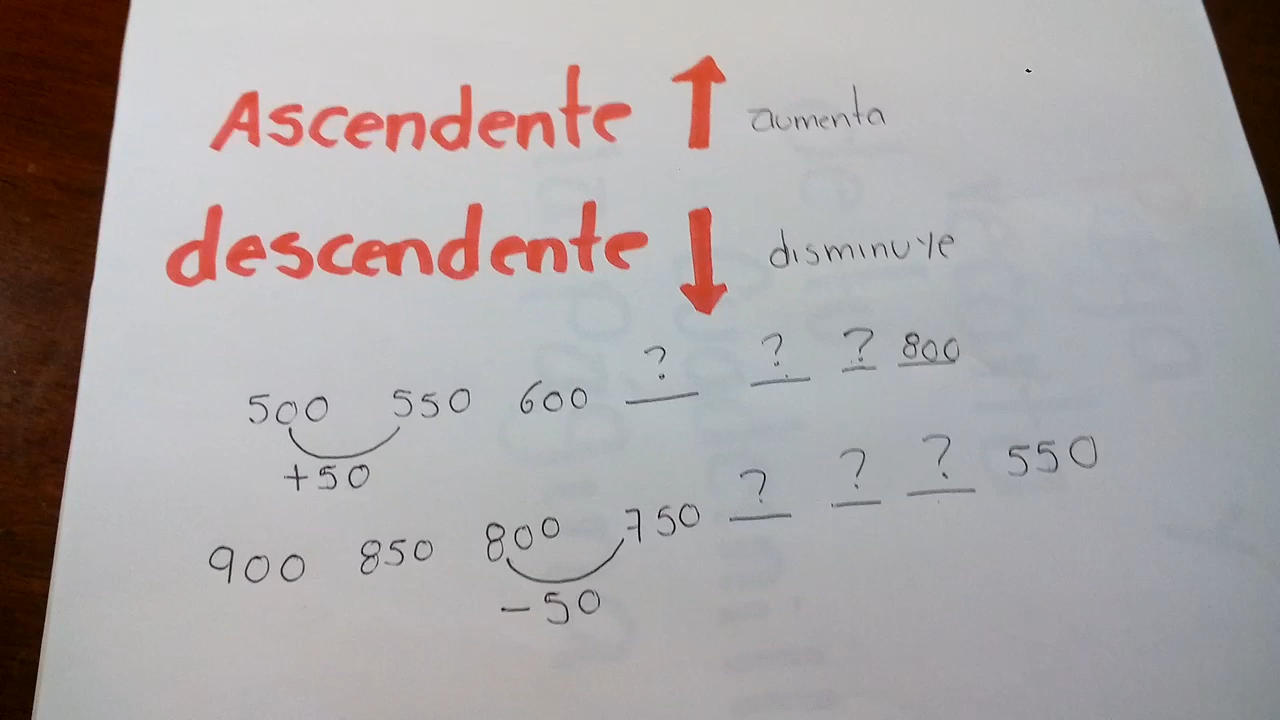 Ascendente ↑ aumenta
descendente ↓ disminuye
500 550 600 ? ? ? 800
+50
900 850 800 750 ? ? ? 550
-50